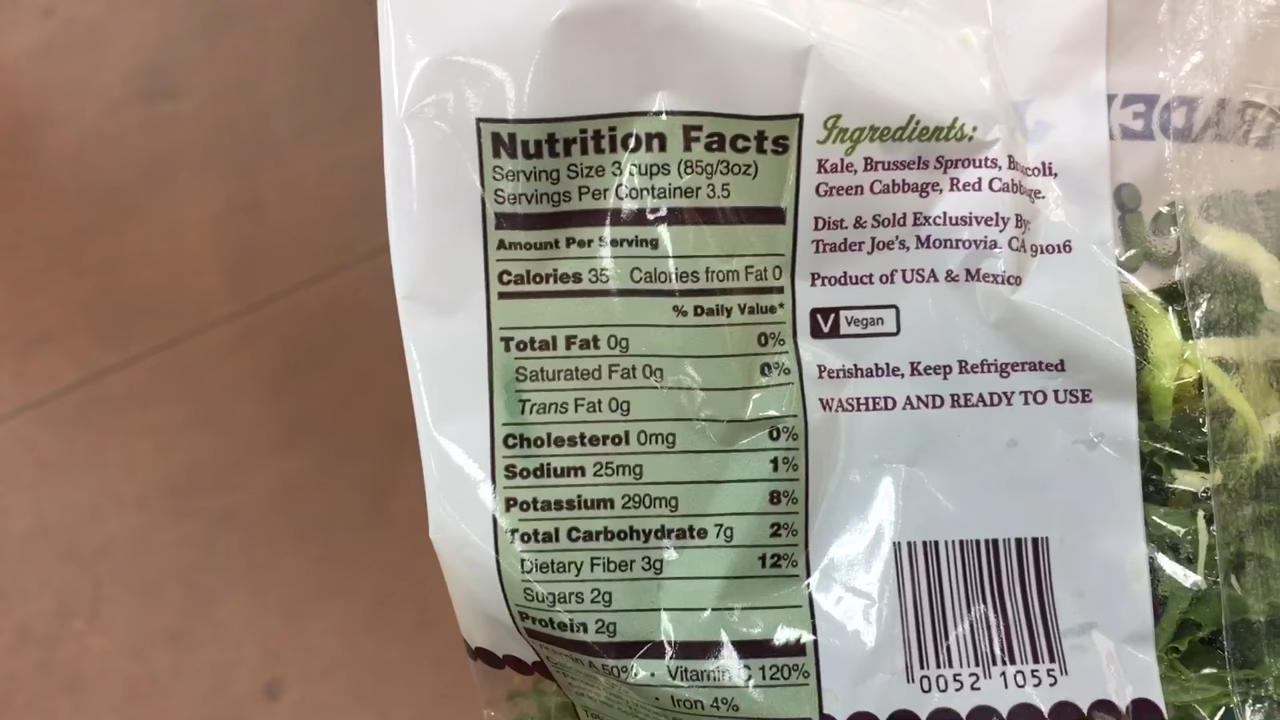 Nutrition Facts
Serving Size 3 cups (85g/3oz)
Servings Per Container 3.5
Amount Per Serving
Calories 35 Calories from Fat 0
% Daily Value*
Total Fat 0g 0%
Saturated Fat 0g 0%
Trans Fat 0g
Cholesterol 0mg 0%
Sodium 25mg 1%
Potassium 290mg 8%
Total Carbohydrate 7g 2%
Dietary Fiber 3g 12%
Sugars 2g
Protein 2g
Vitamin A 50% • Vitamin C 120%
• Iron 4%
Ingredients:
Kale, Brussels Sprouts, Broccoli,
Green Cabbage, Red Cabbage.
Dist. & Sold Exclusively By:
Trader Joe's, Monrovia, CA 91016
Product of USA & Mexico
V Vegan
Perishable, Keep Refrigerated
WASHED AND READY TO USE
0052 1055